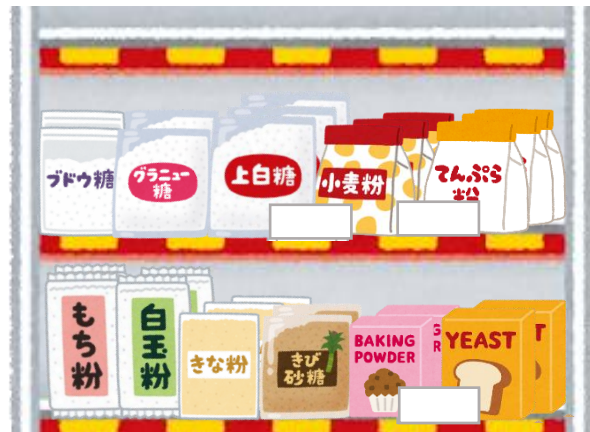 ブドウ糖
グラニュー
糖
上白糖
小麦粉
てんぷら
粉
もち粉
白玉粉
きな粉
きび
砂糖
BAKING
POWDER
YEAST
T